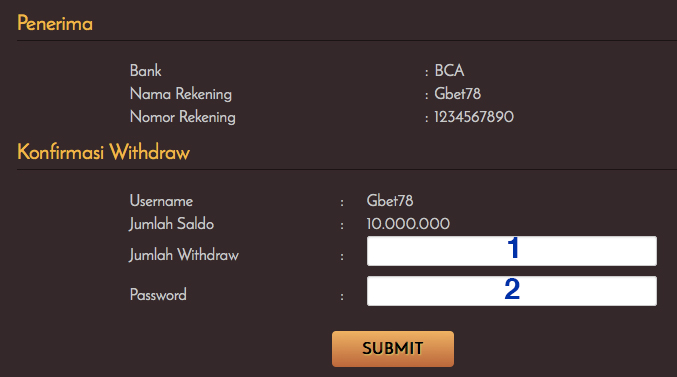 Penerima
Bank : BCA
Nama Rekening : Gbet78
Nomor Rekening : 1234567890
Konfirmasi Withdraw
Username : Gbet78
Jumlah Saldo : 10.000.000
Jumlah Withdraw : 1
Password : 2
SUBMIT